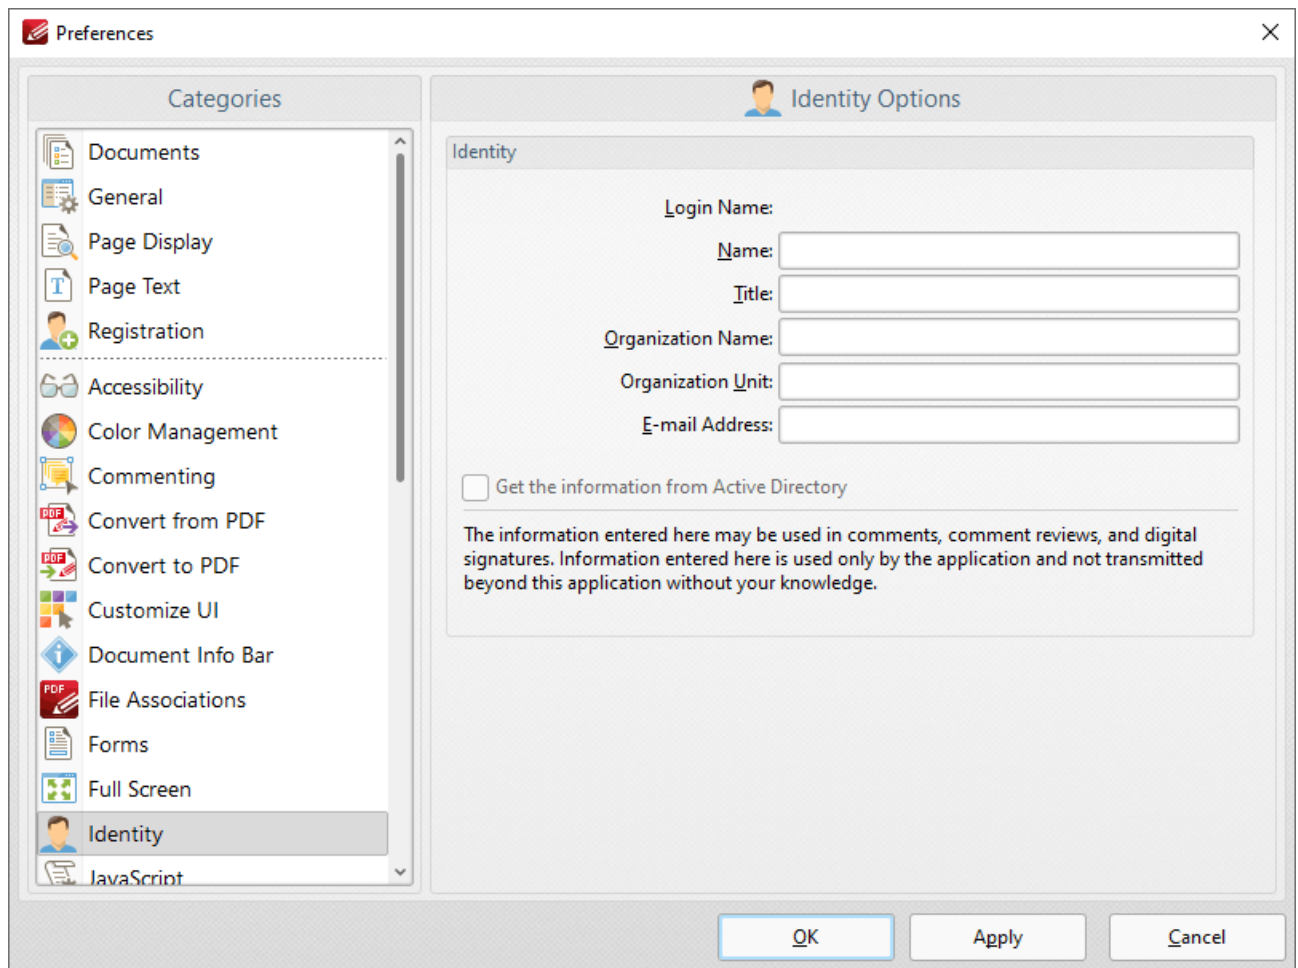 Preferences
Categories
Documents
General
Page Display
Page Text
Registration
Accessibility
Color Management
Commenting
PDF
Convert from PDF
PDF
Convert to PDF
Customize UI
Document Info Bar
PDF
File Associations
Forms
Full Screen
Identity
JavaScript
Identity Options
Identity
Login Name:
Name:
Title:
Organization Name:
Organization Unit:
E-mail Address:
Get the information from Active Directory
The information entered here may be used in comments, comment reviews, and digital
signatures. Information entered here is used only by the application and not transmitted
beyond this application without your knowledge.
OK
Apply
Cancel